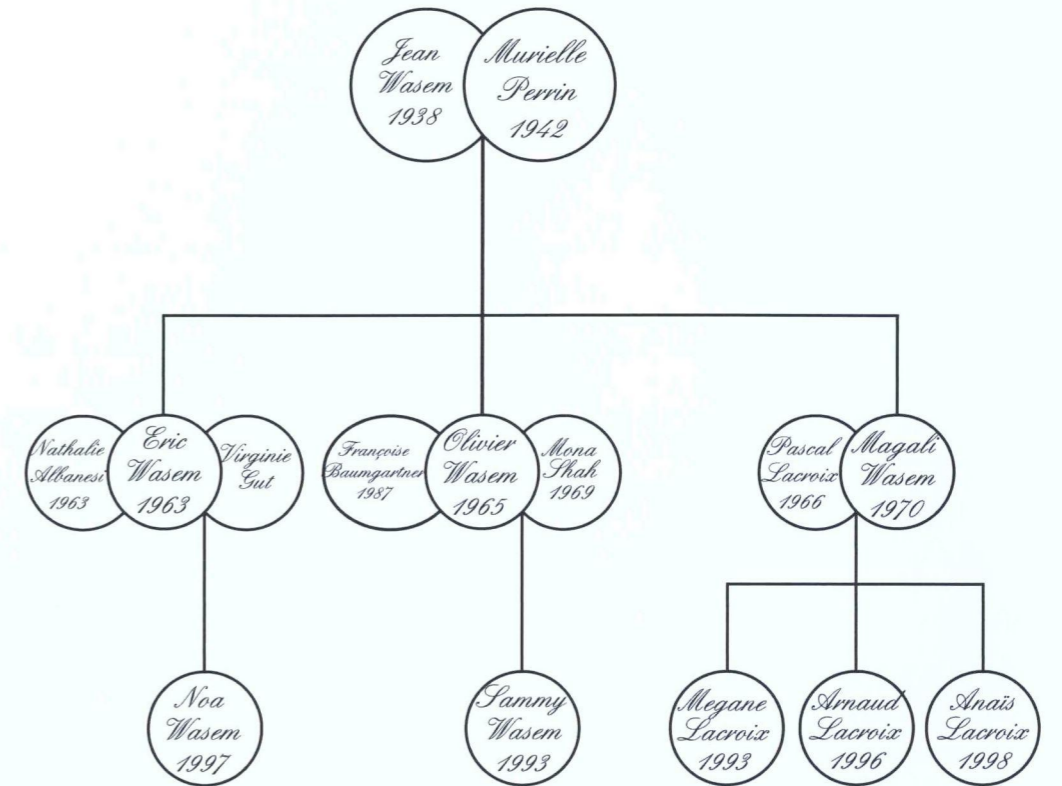 Jean
Wasem
1938
Murielle
Perrin
1942
Nathalie
Albanesi
1963
Eric
Wasem
1963
Virginie
Gut
Françoise
Baumgartner
1987
Olivier
Wasem
1965
Mona
Shah
1969
Pascal
Lacroix
1966
Magali
Wasem
1970
Noa
Wasem
1997
Sammy
Wasem
1993
Megane
Lacroix
1993
Arnaud
Lacroix
1996
Anaïs
Lacroix
1998